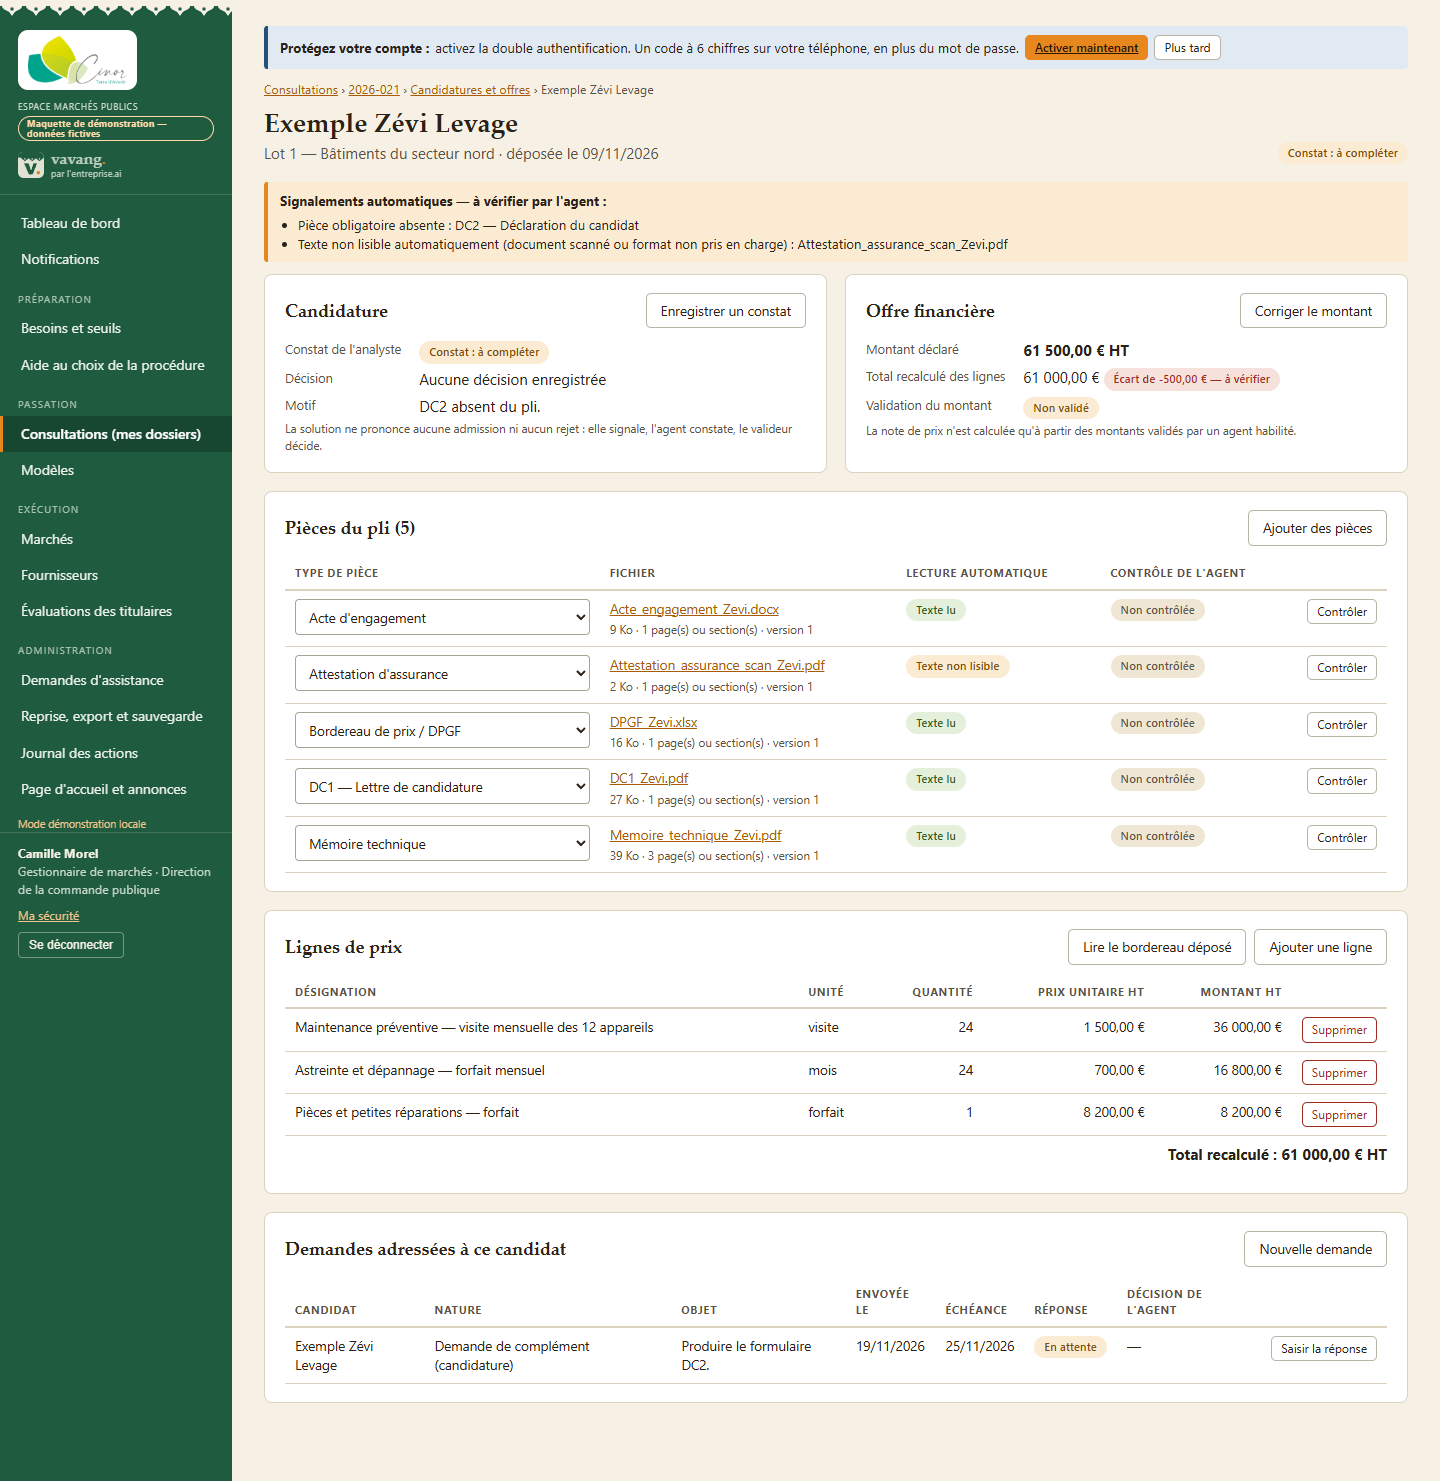 Cinor
ESPACE MARCHÉS PUBLICS
Maquette de démonstration —
données fictives
vavang.
par l'entreprise.ai
Tableau de bord
Notifications
PRÉPARATION
Besoins et seuils
Aide au choix de la procédure
PASSATION
Consultations (mes dossiers)
Modèles
EXÉCUTION
Marchés
Fournisseurs
Évaluations des titulaires
ADMINISTRATION
Demandes d'assistance
Reprise, export et sauvegarde
Journal des actions
Page d'accueil et annonces
Mode démonstration locale
Camille Morel
Gestionnaire de marchés · Direction
de la commande publique
Ma sécurité
Se déconnecter
Protégez votre compte : activez la double authentification. Un code à 6 chiffres sur votre téléphone, en plus du mot de passe. Activer maintenant Plus tard
Consultations › 2026-021 › Candidatures et offres › Exemple Zévi Levage
Exemple Zévi Levage
Lot 1 — Bâtiments du secteur nord · déposée le 09/11/2026 Constat : à compléter
Signalements automatiques — à vérifier par l'agent :
• Pièce obligatoire absente : DC2 — Déclaration du candidat
• Texte non lisible automatiquement (document scanné ou format non pris en charge) : Attestation_assurance_scan_Zevi.pdf
Candidature Enregistrer un constat
Constat de l'analyste Constat : à compléter
Décision Aucune décision enregistrée
Motif DC2 absent du pli.
La solution ne prononce aucune admission ni aucun rejet : elle signale, l'agent constate, le valideur
décide.
Offre financière Corriger le montant
Montant déclaré 61 500,00 € HT
Total recalculé des lignes 61 000,00 € Écart de -500,00 € — à vérifier
Validation du montant Non validé
La note de prix n'est calculée qu'à partir des montants validés par un agent habilité.
Pièces du pli (5) Ajouter des pièces
TYPE DE PIÈCE FICHIER LECTURE AUTOMATIQUE CONTRÔLE DE L'AGENT
Acte d'engagement Acte_engagement_Zevi.docx Texte lu Non contrôlée Contrôler
9 Ko · 1 page(s) ou section(s) · version 1
Attestation d'assurance Attestation_assurance_scan_Zevi.pdf Texte non lisible Non contrôlée Contrôler
2 Ko · 1 page(s) ou section(s) · version 1
Bordereau de prix / DPGF DPGF_Zevi.xlsx Texte lu Non contrôlée Contrôler
16 Ko · 1 page(s) ou section(s) · version 1
DC1 — Lettre de candidature DC1_Zevi.pdf Texte lu Non contrôlée Contrôler
27 Ko · 1 page(s) ou section(s) · version 1
Mémoire technique Memoire_technique_Zevi.pdf Texte lu Non contrôlée Contrôler
39 Ko · 3 page(s) ou section(s) · version 1
Lignes de prix Lire le bordereau déposé Ajouter une ligne
DÉSIGNATION UNITÉ QUANTITÉ PRIX UNITAIRE HT MONTANT HT
Maintenance préventive — visite mensuelle des 12 appareils visite 24 1 500,00 € 36 000,00 € Supprimer
Astreinte et dépannage — forfait mensuel mois 24 700,00 € 16 800,00 € Supprimer
Pièces et petites réparations — forfait forfait 1 8 200,00 € 8 200,00 € Supprimer
Total recalculé : 61 000,00 € HT
Demandes adressées à ce candidat Nouvelle demande
CANDIDAT NATURE OBJET ENVOYÉE LE ÉCHÉANCE RÉPONSE DÉCISION DE L'AGENT
Exemple Zévi Demande de complément Produire le formulaire 19/11/2026 25/11/2026 En attente — Saisir la réponse
Levage (candidature) DC2.